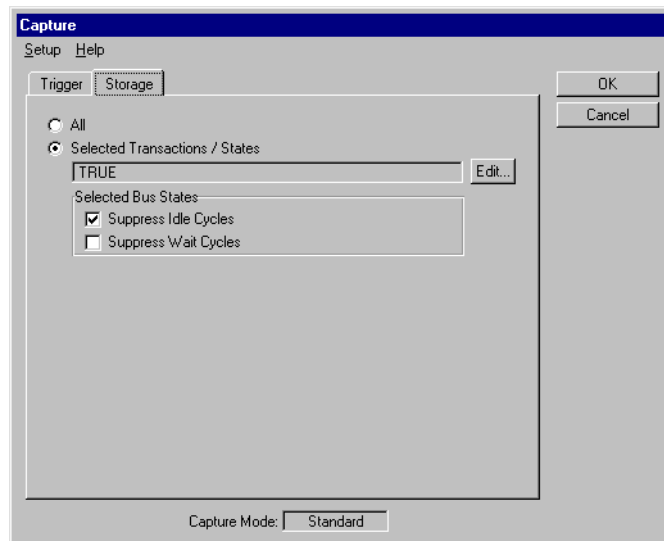 Capture
Setup Help
Trigger Storage
OK
Cancel
All
Selected Transactions / States
TRUE
Edit...
Selected Bus States
Suppress Idle Cycles
Suppress Wait Cycles
Capture Mode: Standard